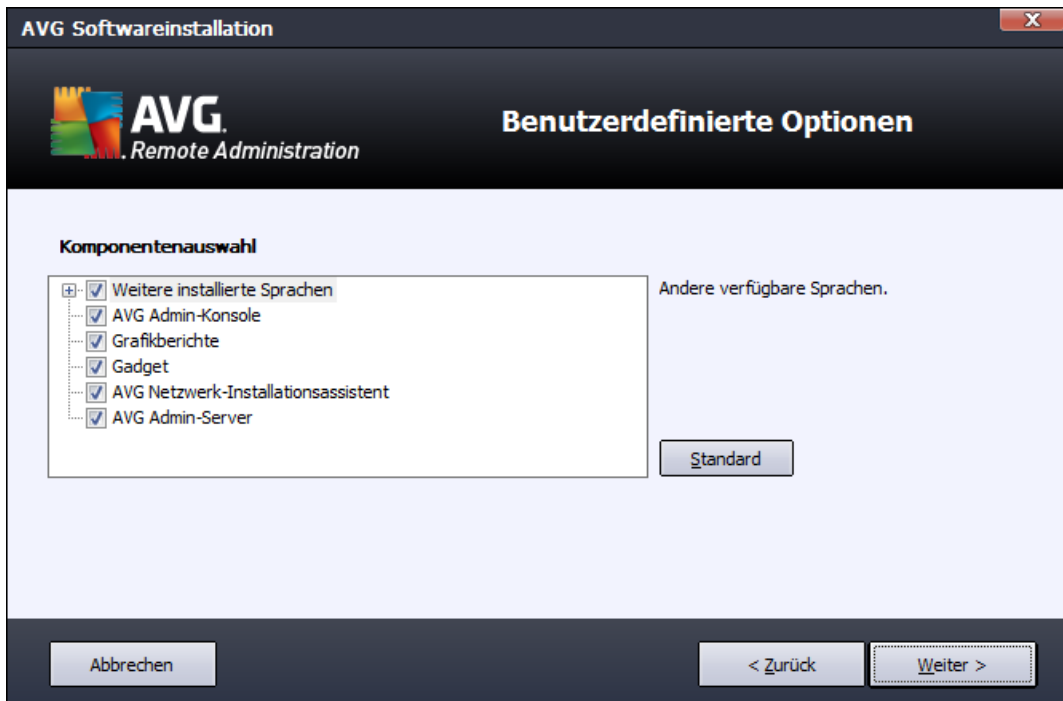 AVG Softwareinstallation
AVG.
Remote Administration
Benutzerdefinierte Optionen
Komponentenauswahl
Weitere installierte Sprachen
AVG Admin-Konsole
Grafikberichte
Gadget
AVG Netzwerk-Installationsassistent
AVG Admin-Server
Andere verfügbare Sprachen.
Standard
Abbrechen
< Zurück
Weiter >